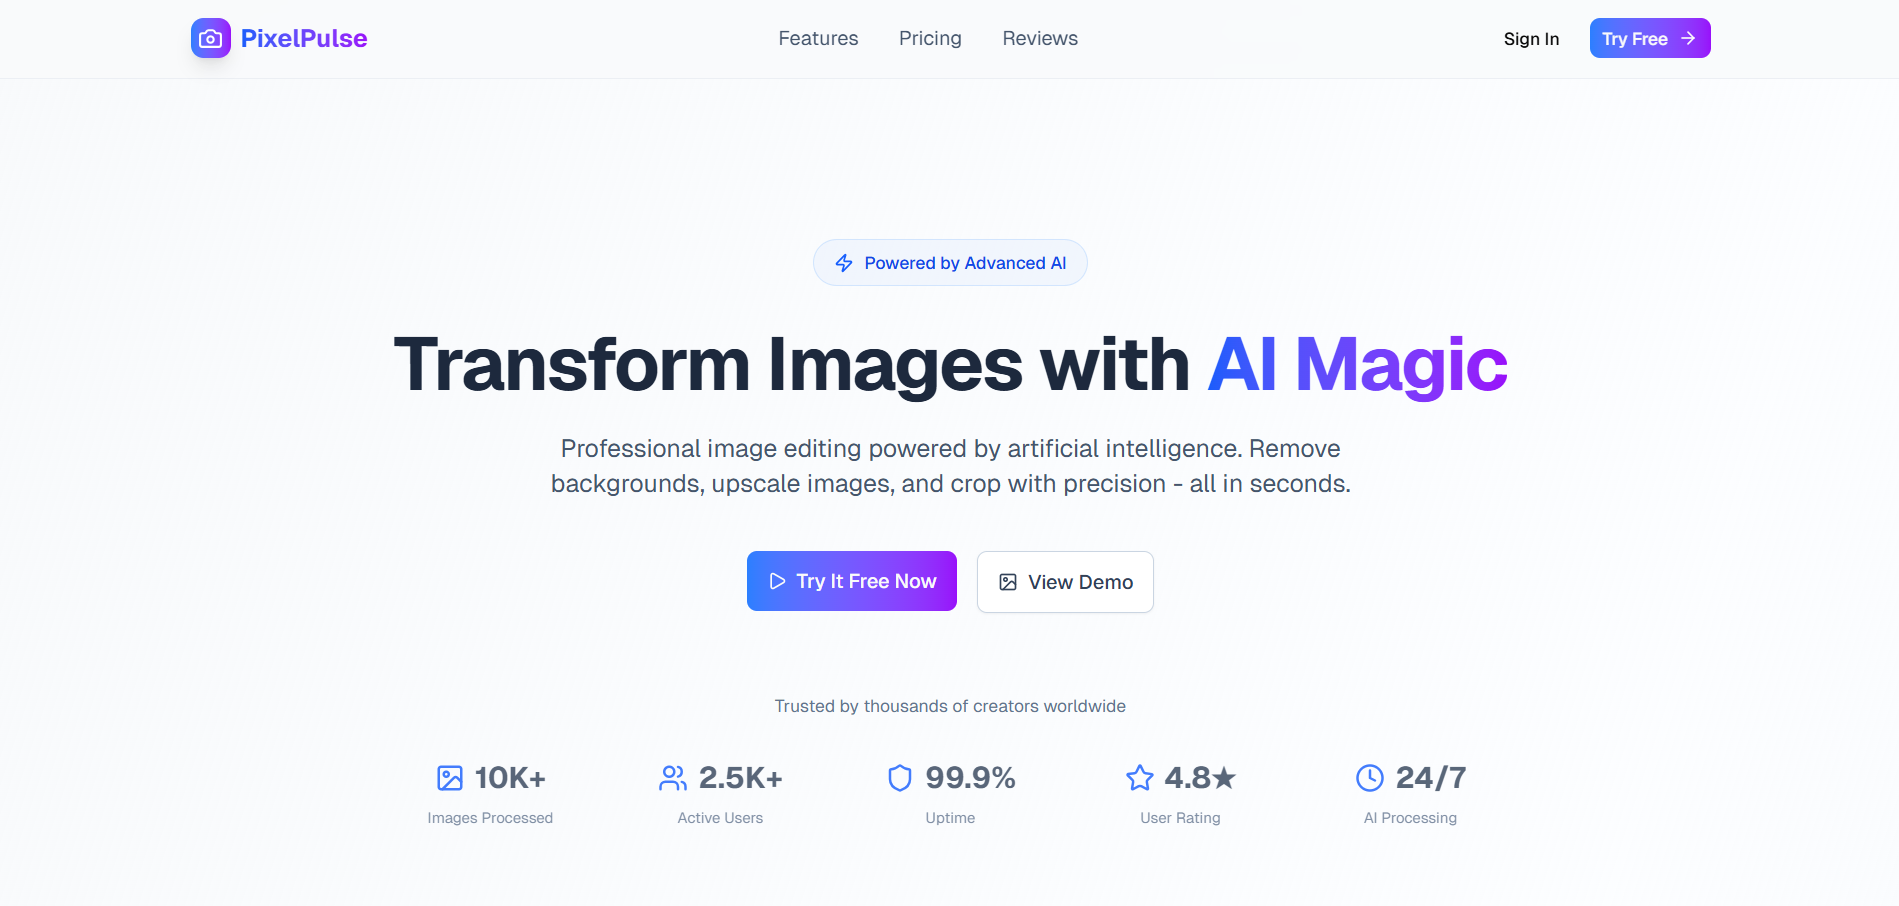 PixelPulse
Features
Pricing
Reviews
Sign In
Try Free
Powered by Advanced AI
Transform Images with AI Magic
Professional image editing powered by artificial intelligence. Remove
backgrounds, upscale images, and crop with precision - all in seconds.
Try It Free Now
View Demo
Trusted by thousands of creators worldwide
10K+
Images Processed
2.5K+
Active Users
99.9%
Uptime
4.8★
User Rating
24/7
AI Processing